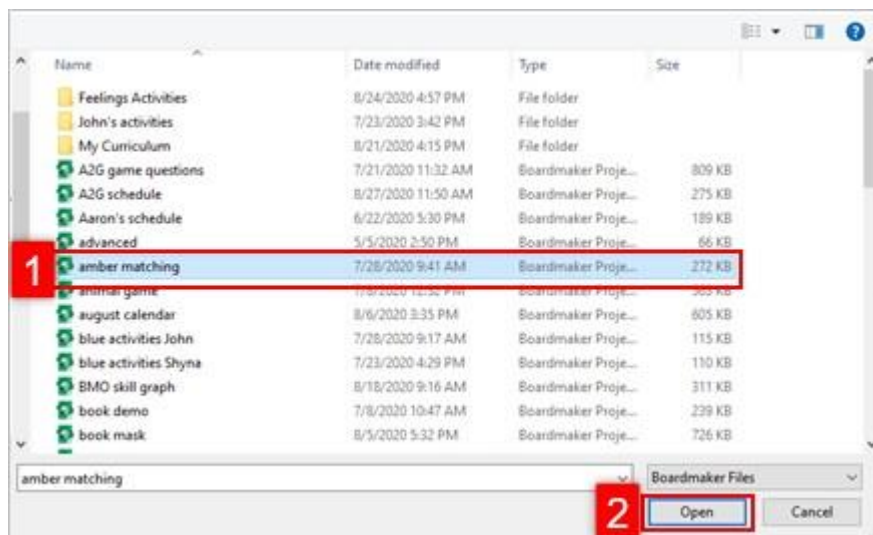 Name Date modified Type Size
Feelings Activities 8/24/2020 4:57 PM File folder
John's activities 7/23/2020 3:42 PM File folder
My Curriculum 8/21/2020 4:15 PM File folder
A2G game questions 7/21/2020 11:32 AM Boardmaker Proje... 809 KB
A2G schedule 8/27/2020 11:50 AM Boardmaker Proje... 275 KB
Aaron's schedule 6/22/2020 5:30 PM Boardmaker Proje... 189 KB
advanced 5/5/2020 2:50 PM Boardmaker Proje... 66 KB
1 amber matching 7/28/2020 9:41 AM Boardmaker Proje... 272 KB
animal game Boardmaker Proje...
august calendar 8/6/2020 3:35 PM Boardmaker Proje... 605 KB
blue activities John 7/28/2020 9:17 AM Boardmaker Proje... 115 KB
blue activities Shyna 7/23/2020 4:29 PM Boardmaker Proje... 110 KB
BMO skill graph 8/18/2020 9:16 AM Boardmaker Proje... 311 KB
book demo 7/8/2020 10:47 AM Boardmaker Proje... 239 KB
book mask 8/5/2020 5:32 PM Boardmaker Proje... 726 KB
amber matching Boardmaker Files
2 Open Cancel